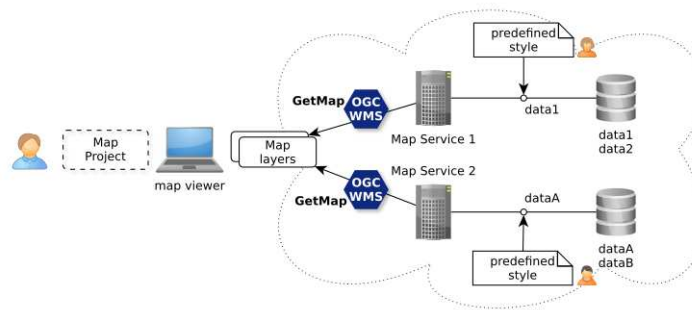 predefined
style
GetMap
OGC
WMS
data1
Map Service 1
data1
data2
Map
Project
map viewer
Map
layers
Map Service 2
OGC
WMS
GetMap
dataA
dataA
dataB
predefined
style